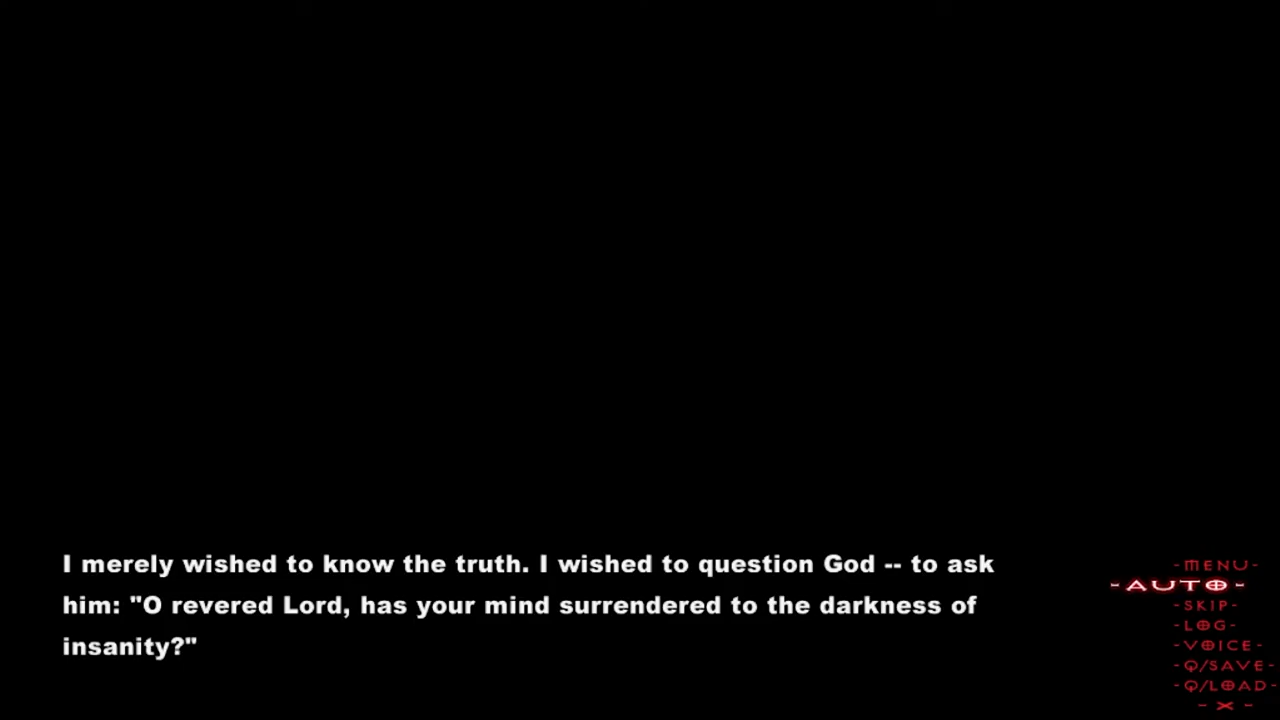 I merely wished to know the truth. I wished to question God -- to ask
him: "O revered Lord, has your mind surrendered to the darkness of
insanity?"
-MENU-
-AUTO-
-SKIP-
-LOG-
-VOICE-
-Q/SAVE-
-Q/LOAD-
-X-